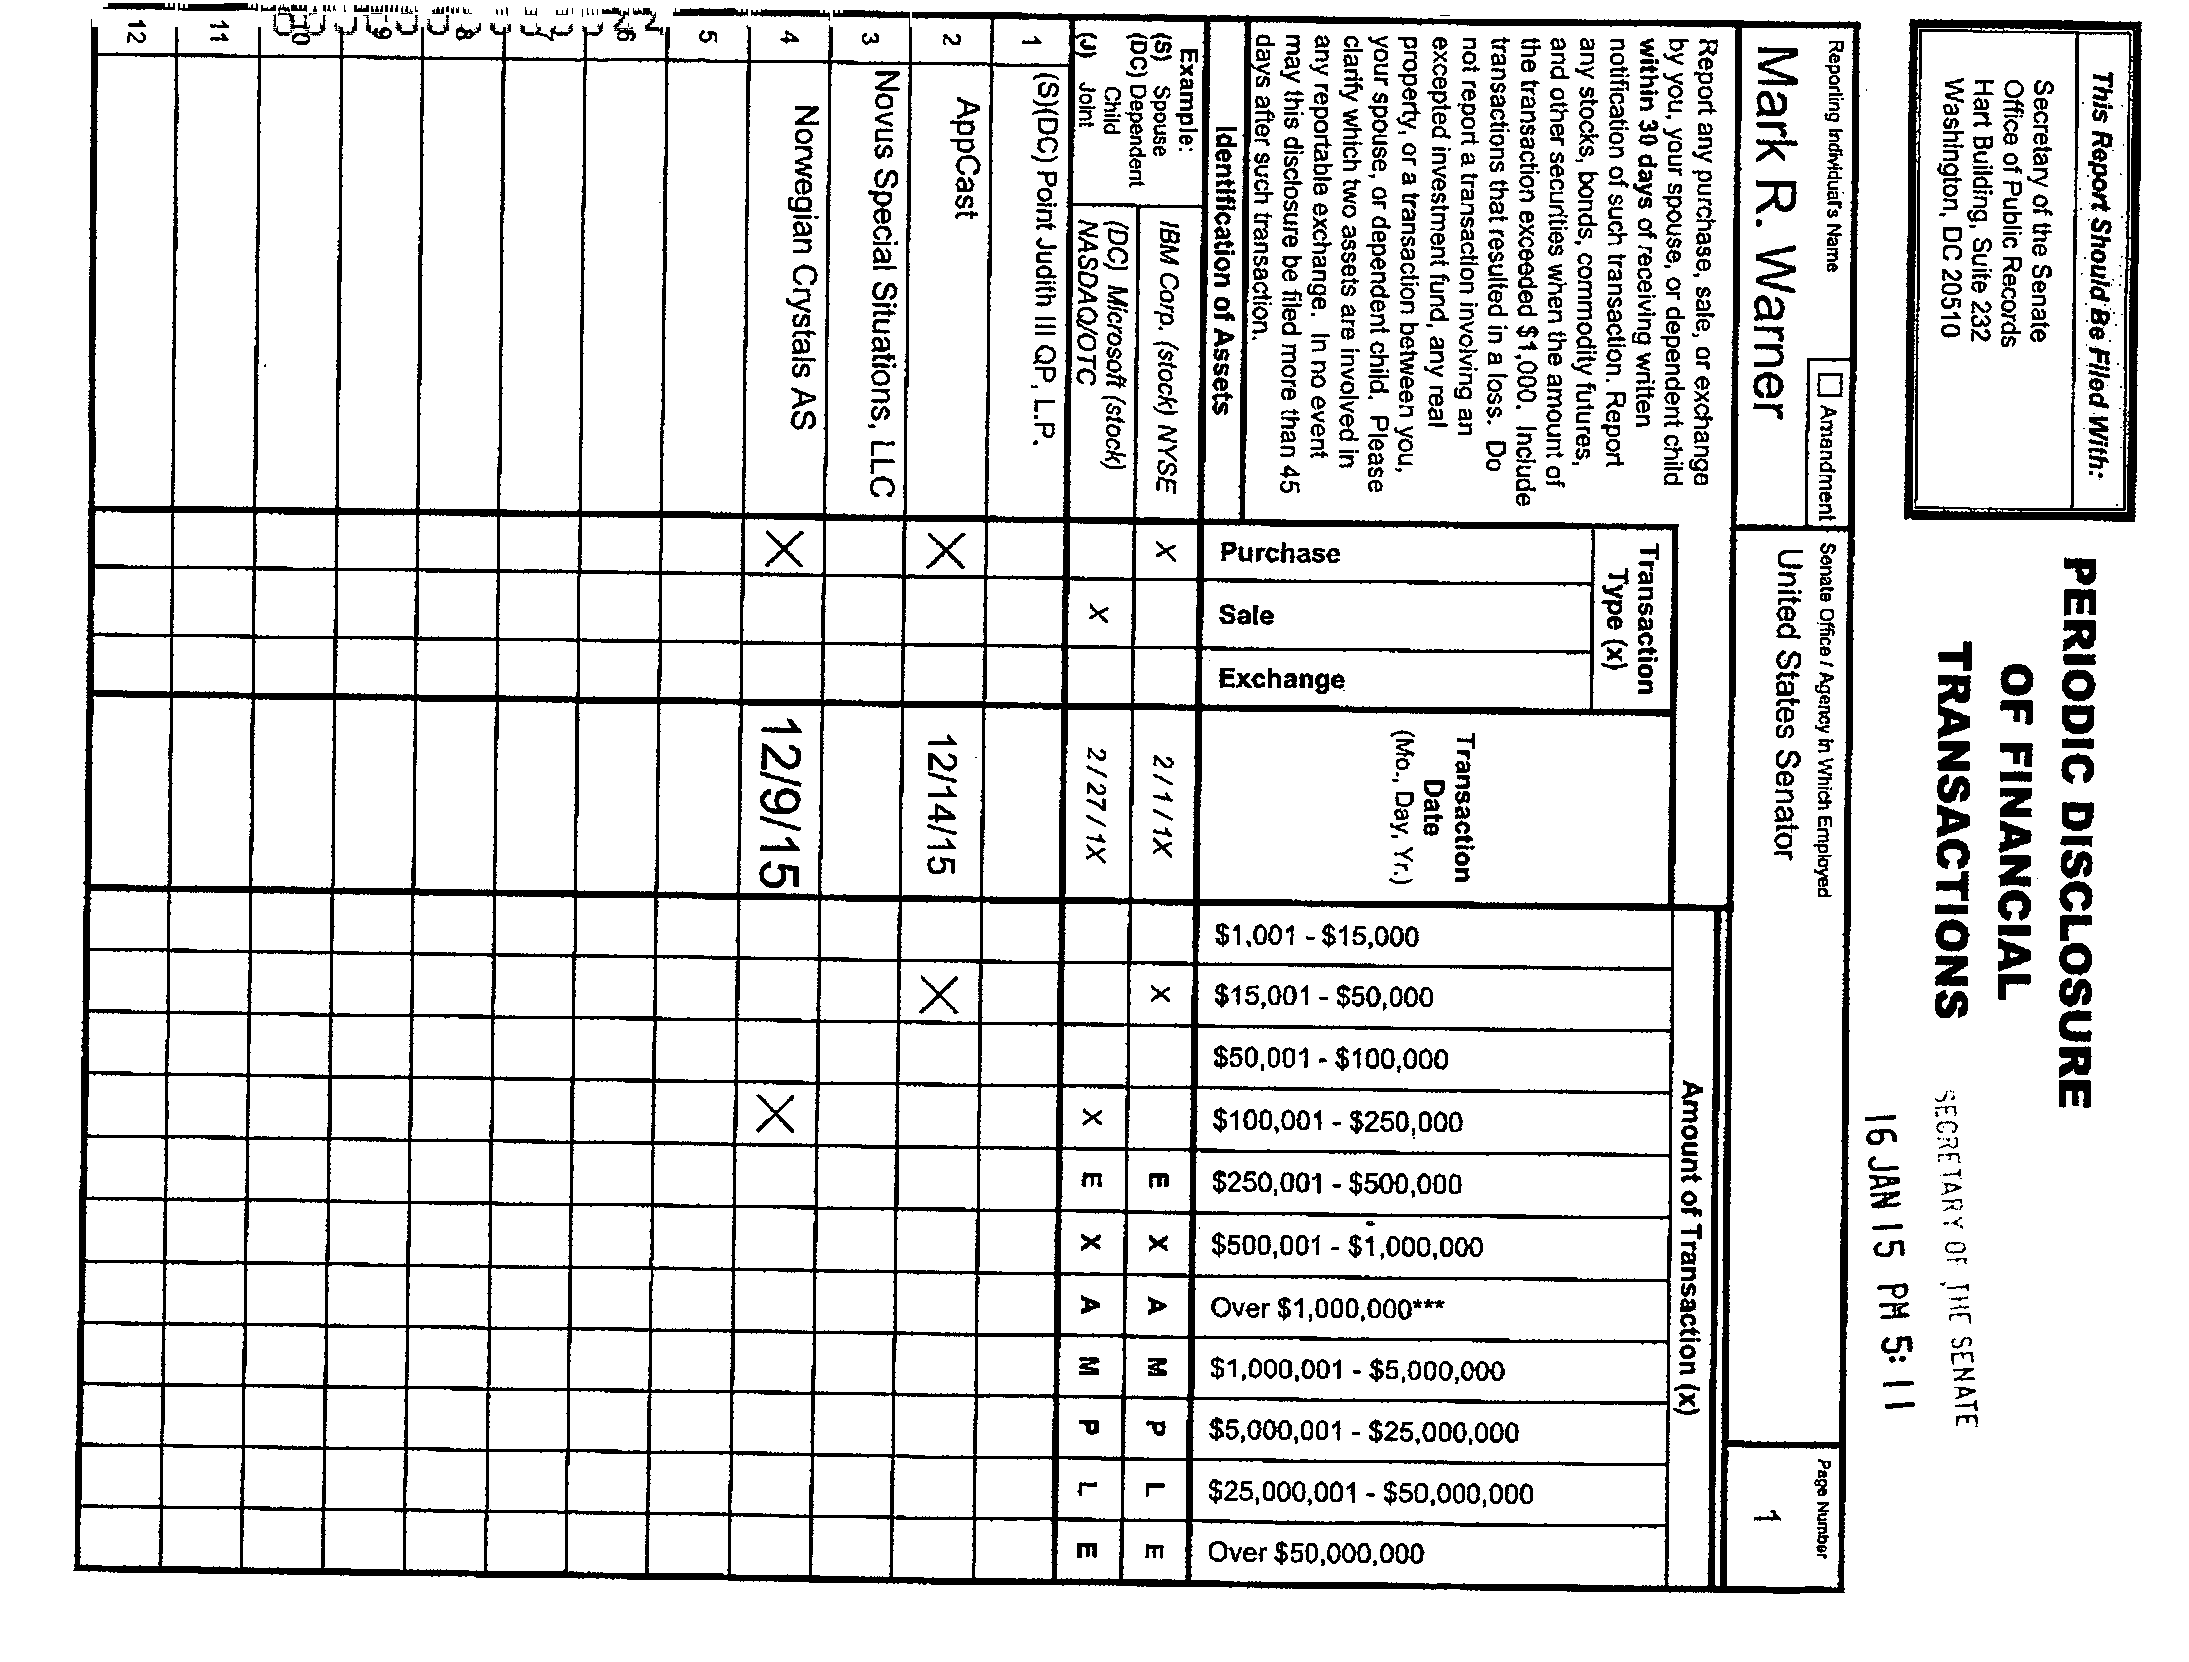 This Report Should Be Filed With:
Secretary of the Senate
Office of Public Records
Hart Building, Suite 232
Washington, DC 20510
PERIODIC DISCLOSURE
OF FINANCIAL
TRANSACTIONS
SECRETARY OF THE SENATE
16 JAN 15 PM 5:11
Reporting Individual's Name
Amendment
Mark R. Warner
Senate Office / Agency in Which Employed
United States Senator
Page Number
1
Report any purchase, sale, or exchange
by you, your spouse, or dependent child
within 30 days of receiving written
notification of such transaction. Report
any stocks, bonds, commodity futures,
and other securities when the amount of
the transaction exceeded $1,000. Include
transactions that resulted in a loss. Do
not report a transaction involving an
excepted investment fund, any real
property, or a transaction between you,
your spouse, or dependent child. Please
clarify which two assets are involved in
any reportable exchange. In no event
may this disclosure be filed more than 45
days after such transaction.
Identification of Assets
Transaction
Type (x)
Purchase
Sale
Exchange
Transaction
Date
(Mo., Day, Yr.)
Amount of Transaction (x)
$1,001 - $15,000
$15,001 - $50,000
$50,001 - $100,000
$100,001 - $250,000
$250,001 - $500,000
$500,001 - $1,000,000
Over $1,000,000***
$1,000,001 - $5,000,000
$5,000,001 - $25,000,000
$25,000,001 - $50,000,000
Over $50,000,000
Example:
(S) Spouse
(DC) Dependent
Child
(J) Joint
IBM Corp. (stock) NYSE X 2/1/1X X E X A M P L E
(DC) Microsoft (stock)
NASDAQ/OTC X 2/27/1X X E X A M P L E
1 (S)(DC) Point Judith III QP, L.P.
2 AppCast X 12/14/15 X
3 Novus Special Situations, LLC
4 Norwegian Crystals AS X 12/9/15 X
5
6
7
8
9
10
11
12